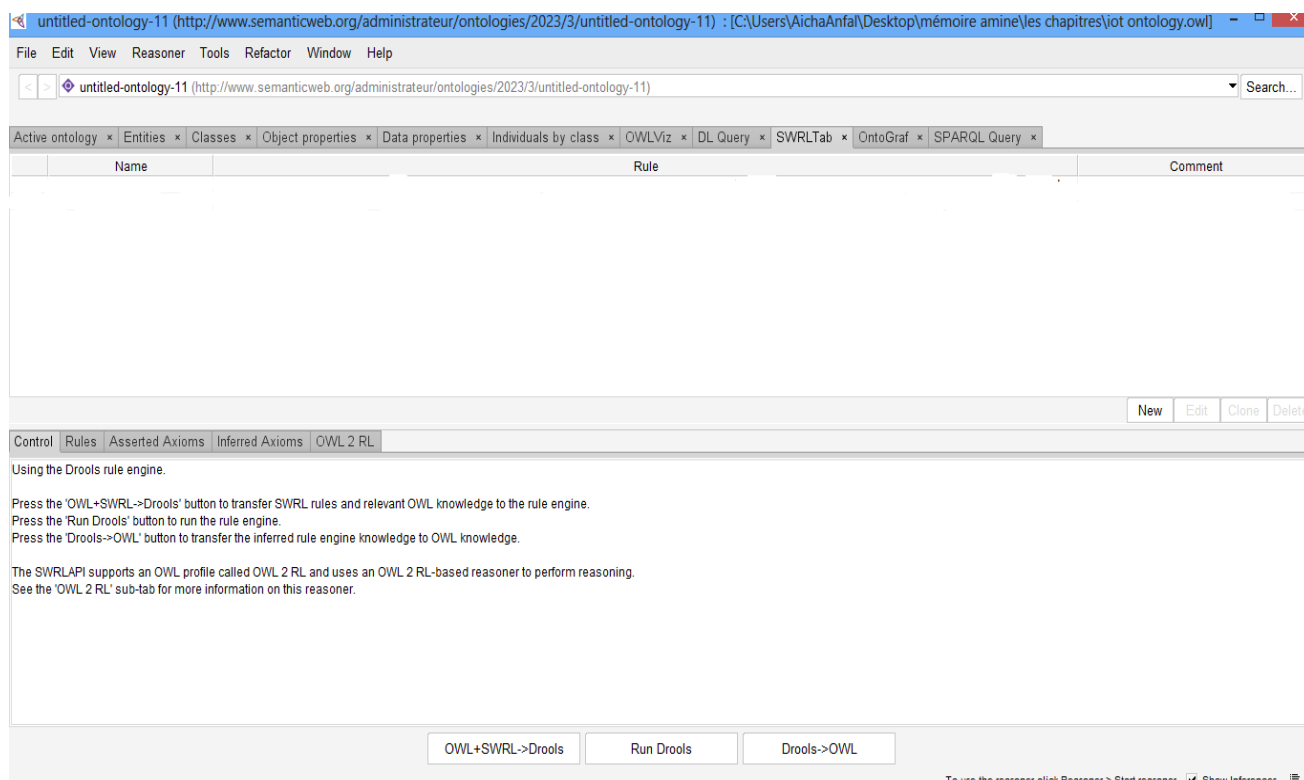 untitled-ontology-11 (http://www.semanticweb.org/administrateur/ontologies/2023/3/untitled-ontology-11) : [C:\Users\AichaAnfal\Desktop\mémoire amine\les chapitres\iot ontology.owl]
File Edit View Reasoner Tools Refactor Window Help
untitled-ontology-11 (http://www.semanticweb.org/administrateur/ontologies/2023/3/untitled-ontology-11) Search...
Active ontology × Entities × Classes × Object properties × Data properties × Individuals by class × OWLViz × DL Query × SWRLTab × OntoGraf × SPARQL Query ×
Name Rule Comment
New Edit Clone Delete
Control Rules Asserted Axioms Inferred Axioms OWL 2 RL
Using the Drools rule engine.
Press the 'OWL+SWRL->Drools' button to transfer SWRL rules and relevant OWL knowledge to the rule engine.
Press the 'Run Drools' button to run the rule engine.
Press the 'Drools->OWL' button to transfer the inferred rule engine knowledge to OWL knowledge.
The SWRLAPI supports an OWL profile called OWL 2 RL and uses an OWL 2 RL-based reasoner to perform reasoning.
See the 'OWL 2 RL' sub-tab for more information on this reasoner.
OWL+SWRL->Drools Run Drools Drools->OWL
To use the reasoner click Reasoner > Start reasoner Show Inferences